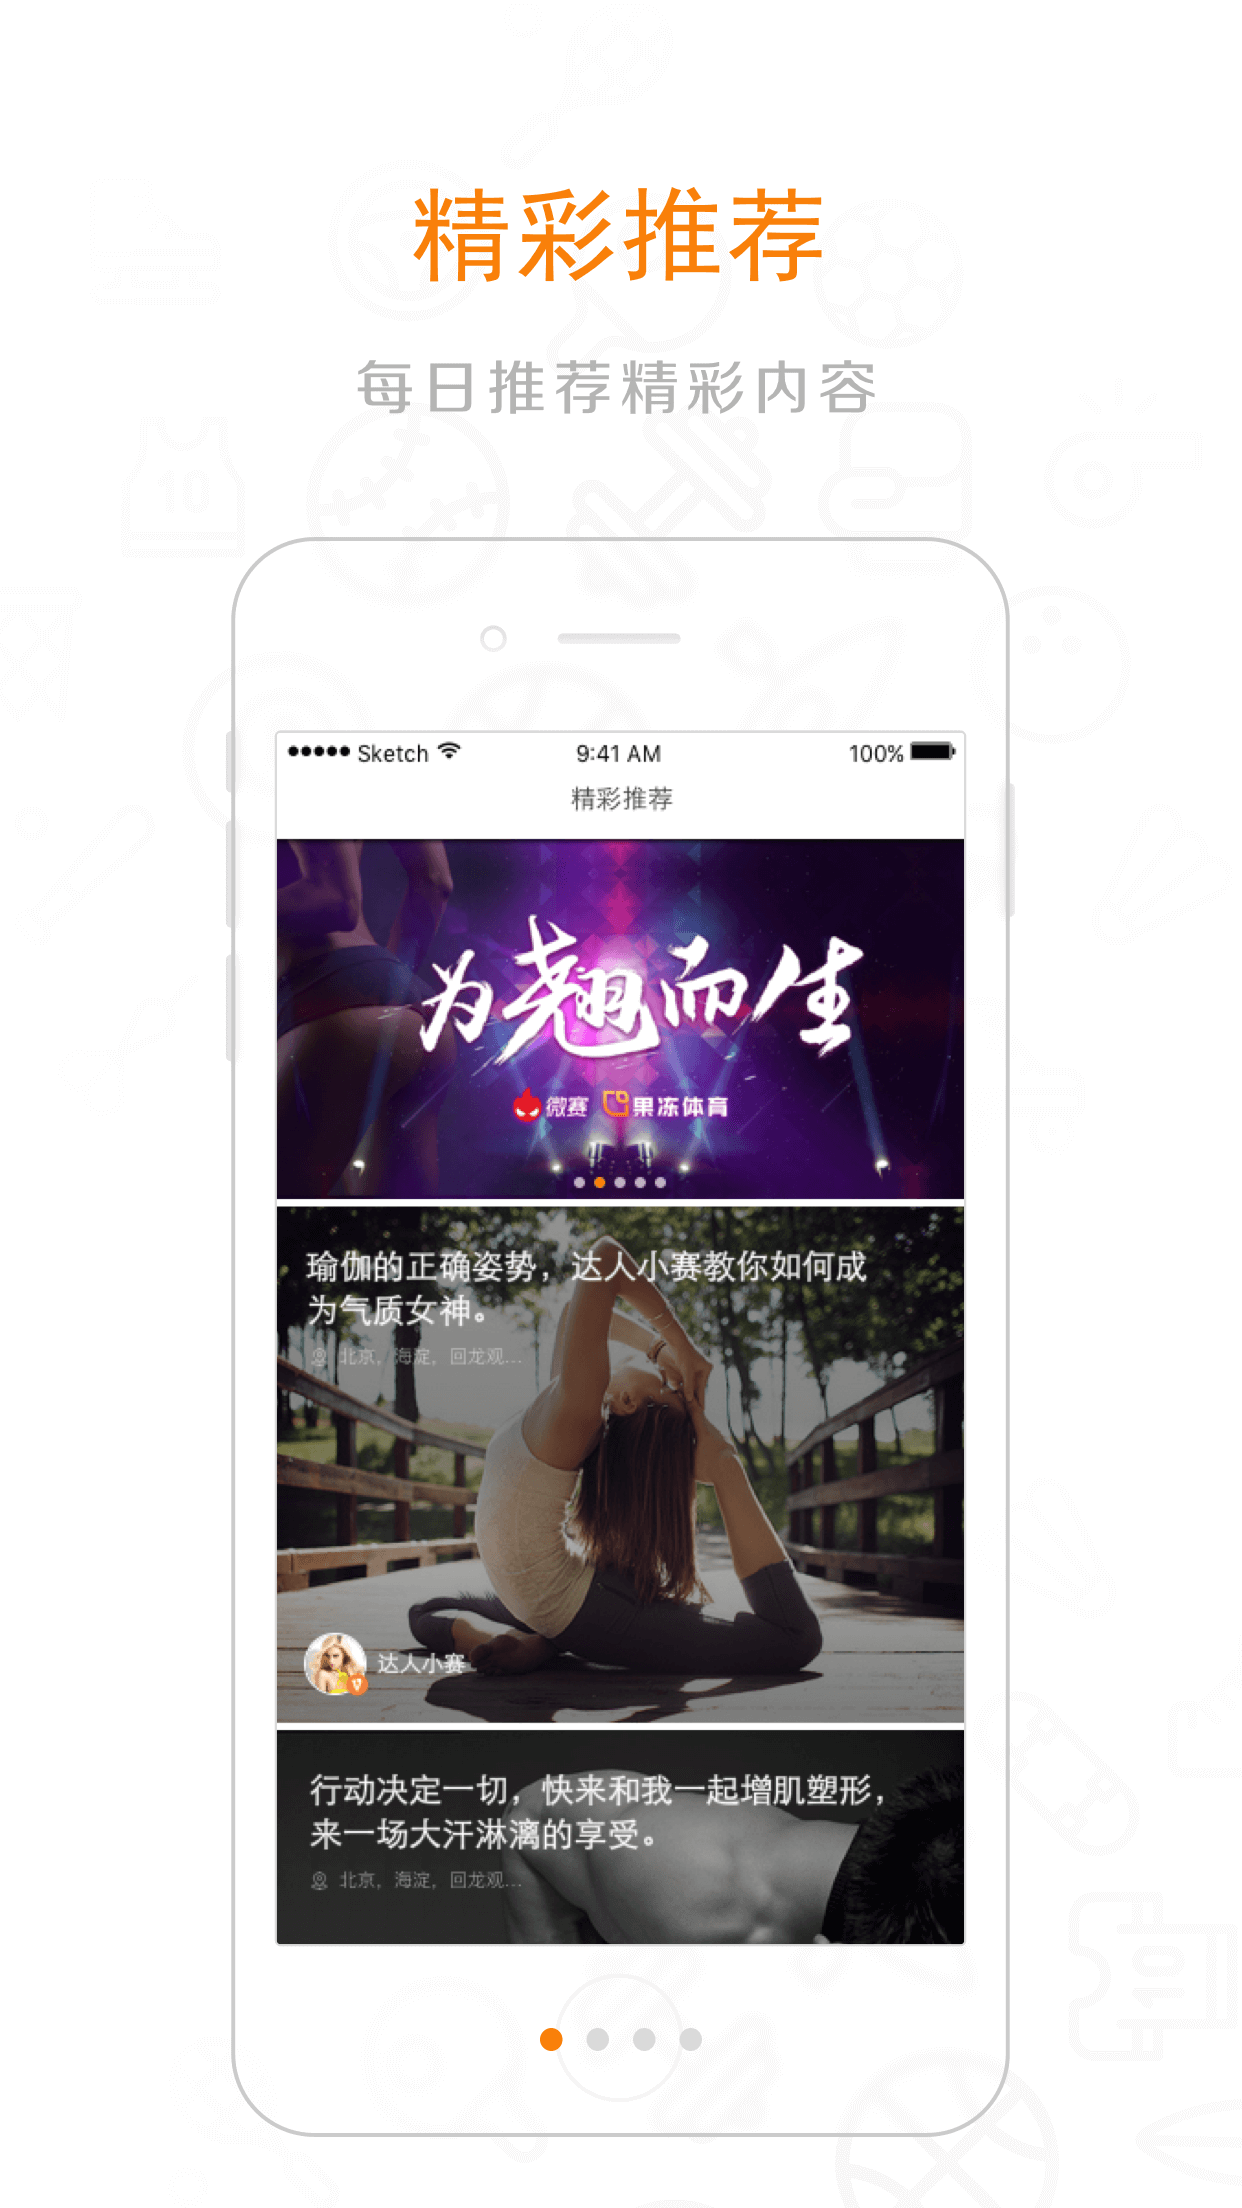 精彩推荐
每日推荐精彩内容
10
Sketch 9:41 AM 100%
精彩推荐
为翘而生
微赛 果冻体育
瑜伽的正确姿势，达人小赛教你如何成
为气质女神。
北京，海淀，回龙观...
达人小赛
行动决定一切，快来和我一起增肌塑形，
来一场大汗淋漓的享受。
北京，海淀，回龙观...